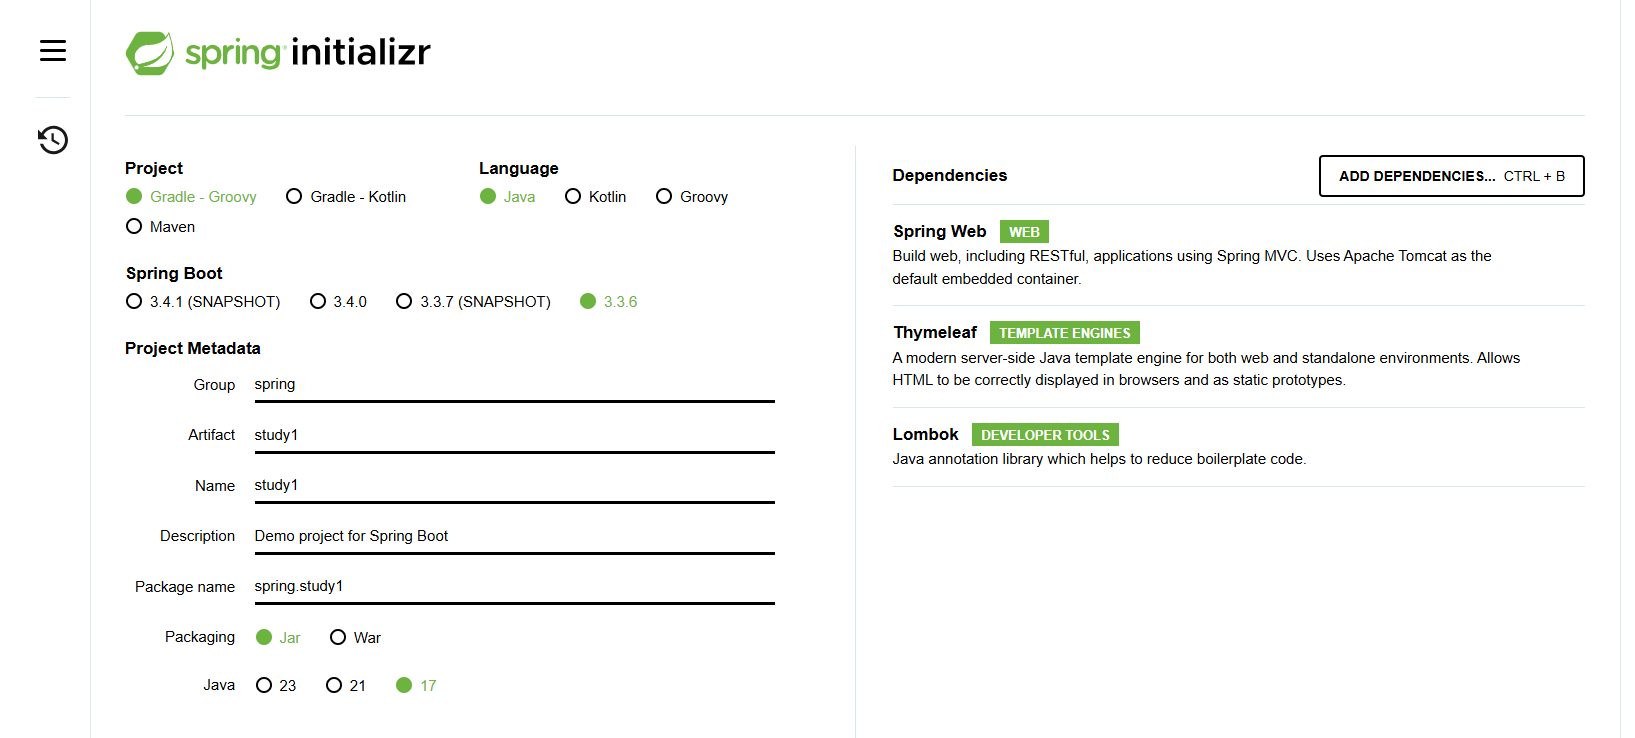 spring initializr
Project
Gradle - Groovy Gradle - Kotlin
Maven
Language
Java Kotlin Groovy
Spring Boot
3.4.1 (SNAPSHOT) 3.4.0 3.3.7 (SNAPSHOT) 3.3.6
Project Metadata
Group spring
Artifact study1
Name study1
Description Demo project for Spring Boot
Package name spring.study1
Packaging Jar War
Java 23 21 17
Dependencies
ADD DEPENDENCIES... CTRL + B
Spring Web WEB
Build web, including RESTful, applications using Spring MVC. Uses Apache Tomcat as the
default embedded container.
Thymeleaf TEMPLATE ENGINES
A modern server-side Java template engine for both web and standalone environments. Allows
HTML to be correctly displayed in browsers and as static prototypes.
Lombok DEVELOPER TOOLS
Java annotation library which helps to reduce boilerplate code.